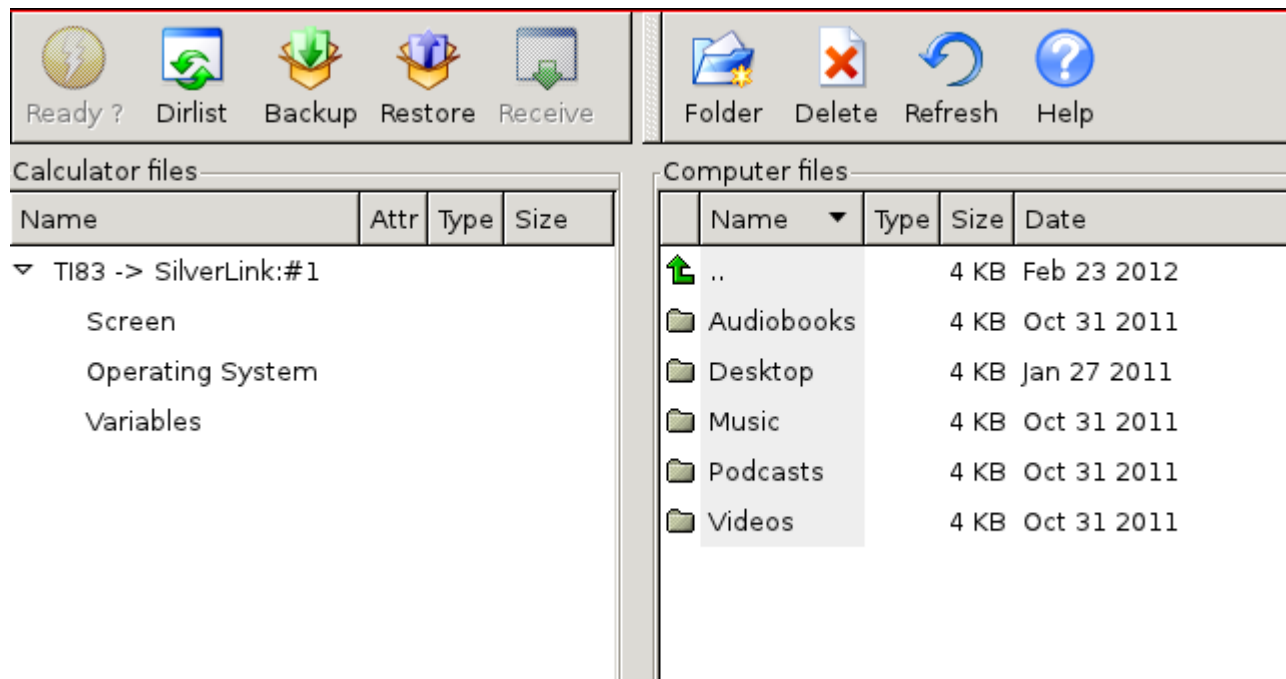 Ready ? Dirlist Backup Restore Receive Folder Delete Refresh Help
Calculator files
Name Attr Type Size
TI83 -> SilverLink:#1
Screen
Operating System
Variables
Computer files
Name Type Size Date
.. 4 KB Feb 23 2012
Audiobooks 4 KB Oct 31 2011
Desktop 4 KB Jan 27 2011
Music 4 KB Oct 31 2011
Podcasts 4 KB Oct 31 2011
Videos 4 KB Oct 31 2011